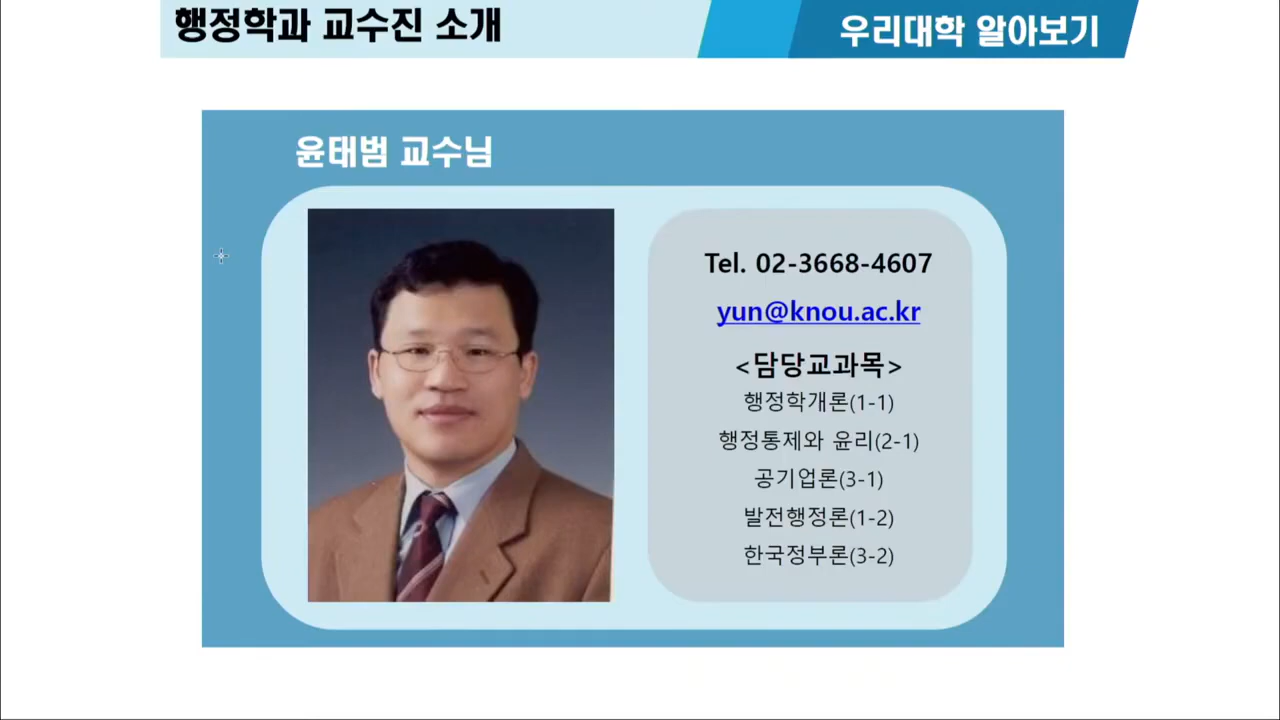 행정학과 교수진 소개
우리대학 알아보기
윤태범 교수님
Tel. 02-3668-4607
yun@knou.ac.kr
<담당교과목>
행정학개론(1-1)
행정통제와 윤리(2-1)
공기업론(3-1)
발전행정론(1-2)
한국정부론(3-2)